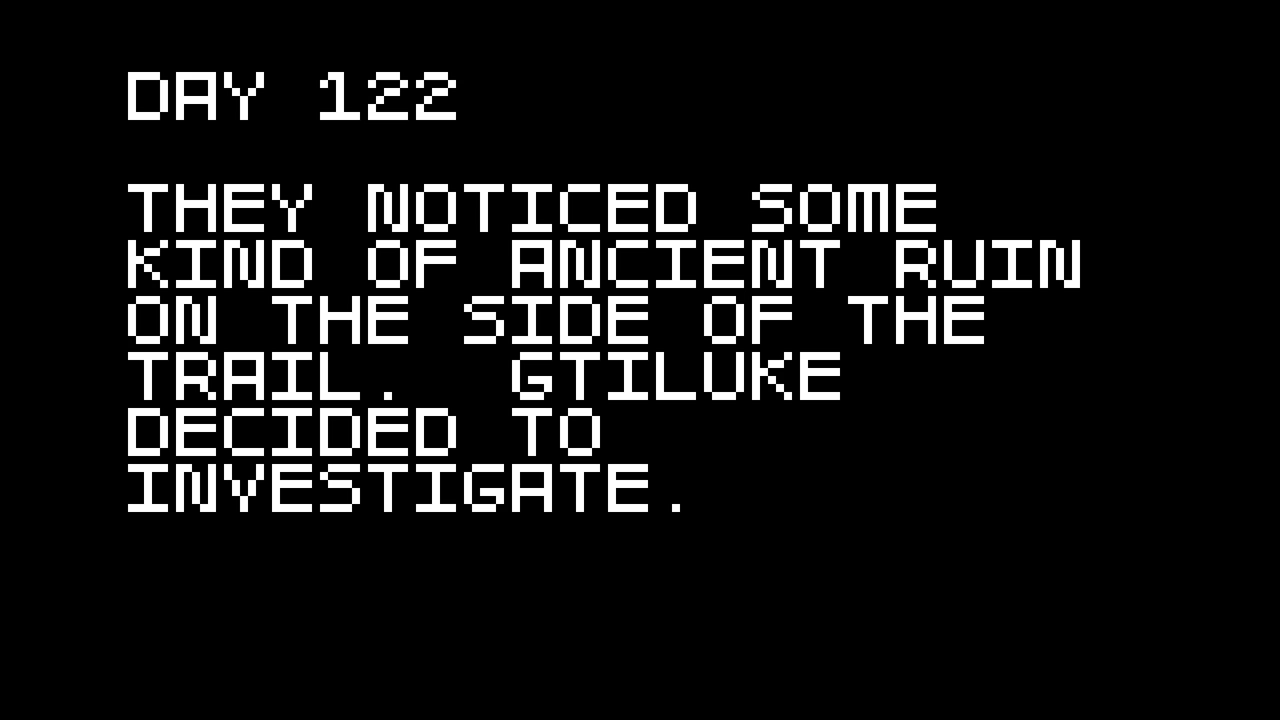 DAY 122
THEY NOTICED SOME
KIND OF ANCIENT RUIN
ON THE SIDE OF THE
TRAIL.  GTILUKE
DECIDED TO
INVESTIGATE.